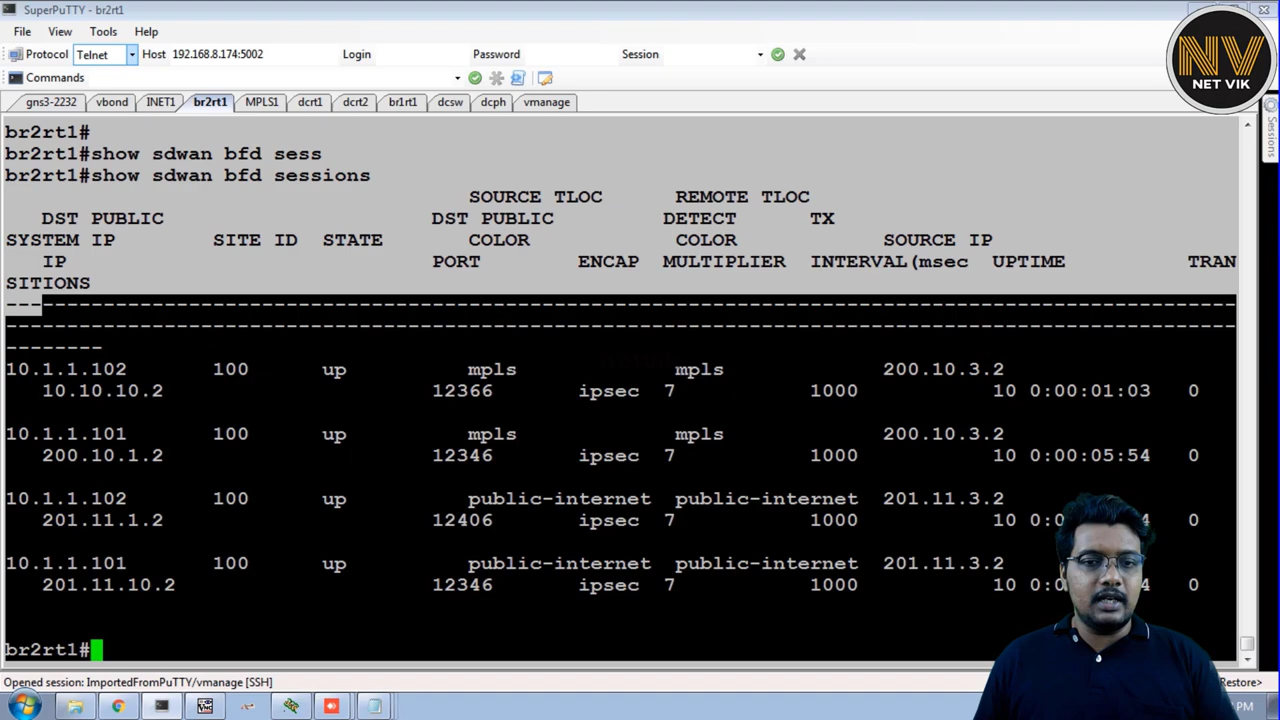 SuperPuTTY - br2rt1
File View Tools Help
NV
NET VIK
Protocol Telnet Host 192.168.8.174:5002 Login Password Session
Commands
gns3-2232 vbond INET1 br2rt1 MPLS1 dcrt1 dcrt2 br1rt1 dcsw dcph vmanage
Sessions
br2rt1#
br2rt1#show sdwan bfd sess
br2rt1#show sdwan bfd sessions
SOURCE TLOC REMOTE TLOC
DST PUBLIC DST PUBLIC DETECT TX
SYSTEM IP SITE ID STATE COLOR COLOR SOURCE IP
IP PORT ENCAP MULTIPLIER INTERVAL(msec UPTIME TRAN
SITIONS
---------------------------------------------------------------------------------------------------
---------------------------------------------------------------------------------------------------
--------
10.1.1.102 100 up mpls mpls 200.10.3.2
10.10.10.2 12366 ipsec 7 1000 10 0:00:01:03 0
10.1.1.101 100 up mpls mpls 200.10.3.2
200.10.1.2 12346 ipsec 7 1000 10 0:00:05:54 0
10.1.1.102 100 up public-internet public-internet 201.11.3.2
201.11.1.2 12406 ipsec 7 1000 10 0:0 4 0
10.1.1.101 100 up public-internet public-internet 201.11.3.2
201.11.10.2 12346 ipsec 7 1000 10 0:0 4 0
br2rt1#
Opened session: ImportedFromPuTTY/vmanage [SSH] Restore>
PM